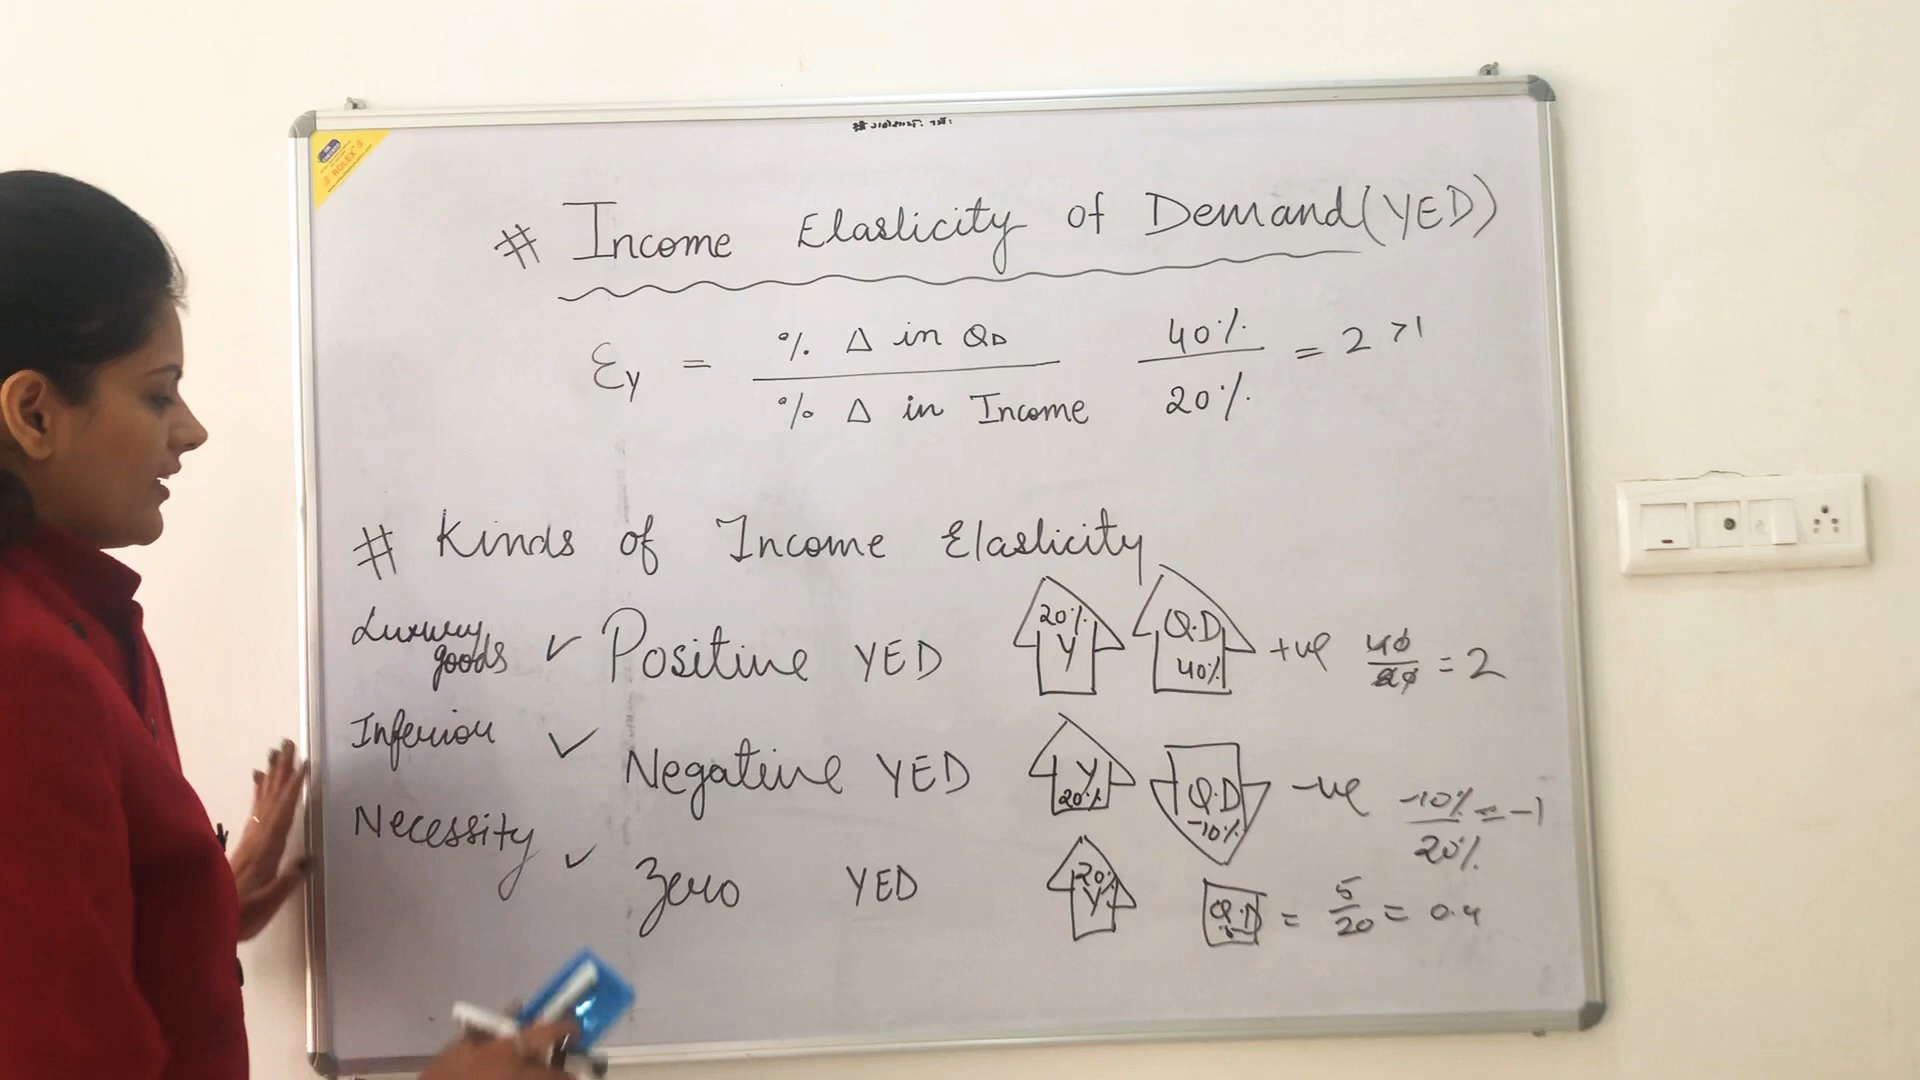 ROLEX
# Income Elasticity of Demand (YED)
Ey = % Δ in QD / % Δ in Income 40% / 20% = 2 >1
# Kinds of Income Elasticity
Luxury goods ✓ Positive YED 20% Y Q.D 40% +ve 40/20 = 2
Inferior ✓ Negative YED Y 20% Q.D -10% -ve -10% / 20% = -1
Necessity ✓ Zero YED 20% Y Q.D = 5/20 = 0.4